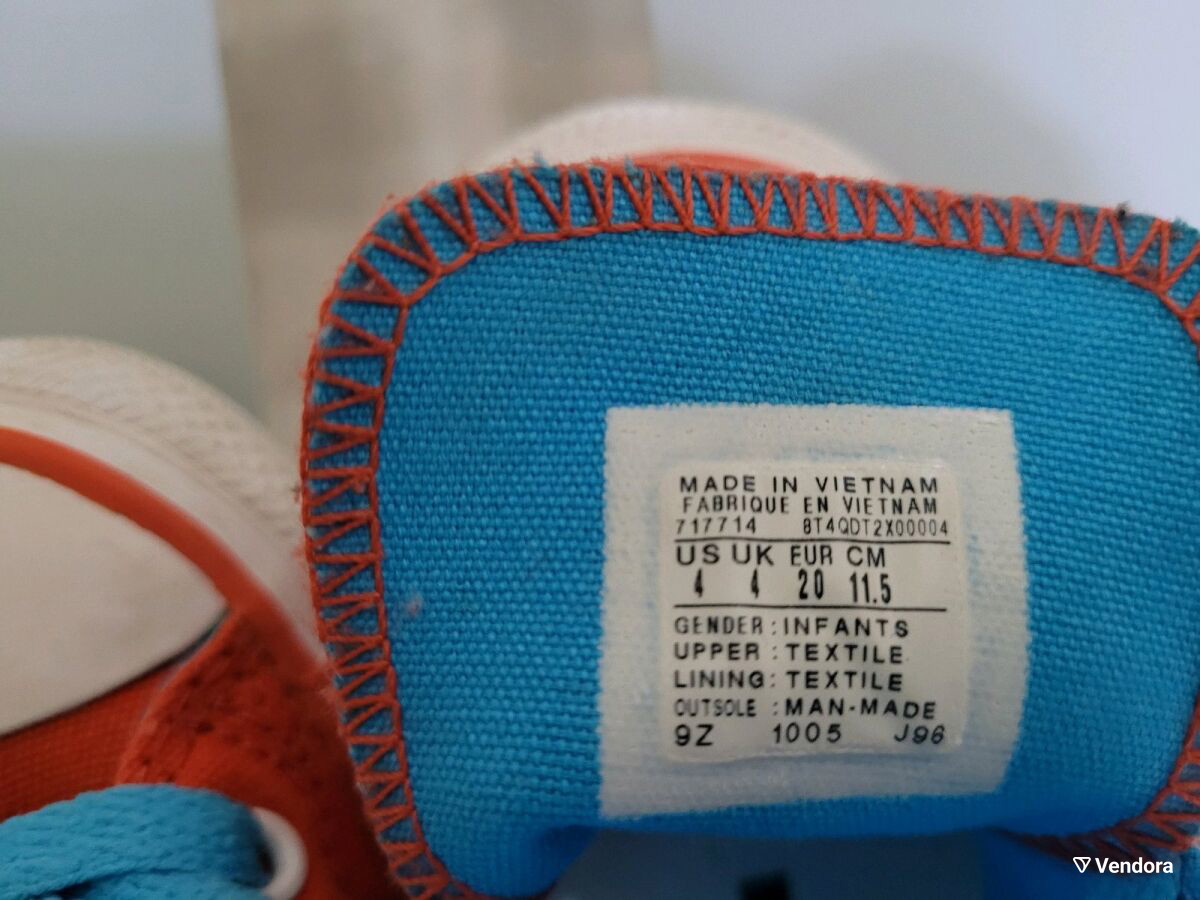 MADE IN VIETNAM
FABRIQUE EN VIETNAM
717714 8T4QDT2X00004
US UK EUR CM
4 4 20 11.5
GENDER : INFANTS
UPPER : TEXTILE
LINING : TEXTILE
OUTSOLE : MAN-MADE
9Z 1005 J96
Vendora